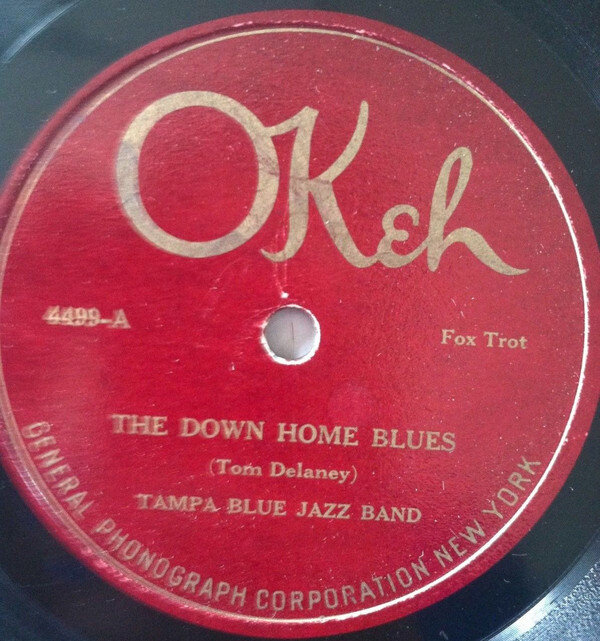 OKeh
4499-A
Fox Trot
THE DOWN HOME BLUES
(Tom Delaney)
TAMPA BLUE JAZZ BAND
GENERAL PHONOGRAPH CORPORATION NEW YORK